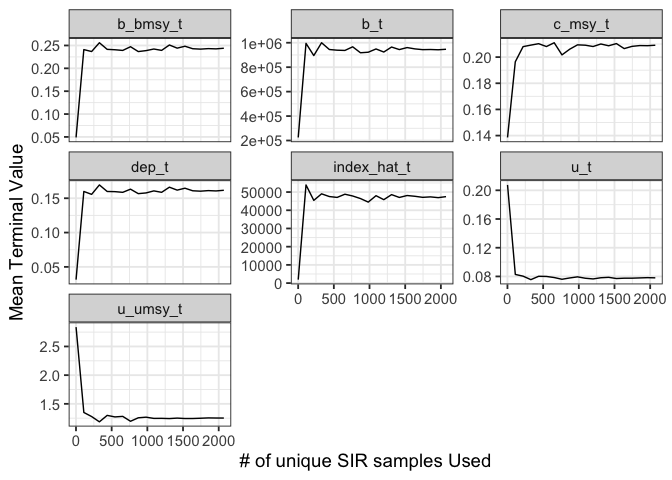 b_bmsy_t
b_t
c_msy_t
0.25
0.20
0.15
0.10
0.05
1e+06
8e+05
6e+05
4e+05
2e+05
0.20
0.18
0.16
0.14
dep_t
index_hat_t
u_t
0.15
0.10
0.05
50000
40000
30000
20000
10000
0
0.20
0.16
0.12
0.08
0 500 1000 1500 2000
0 500 1000 1500 2000
u_umsy_t
2.5
2.0
1.5
0 500 1000 1500 2000
Mean Terminal Value
# of unique SIR samples Used